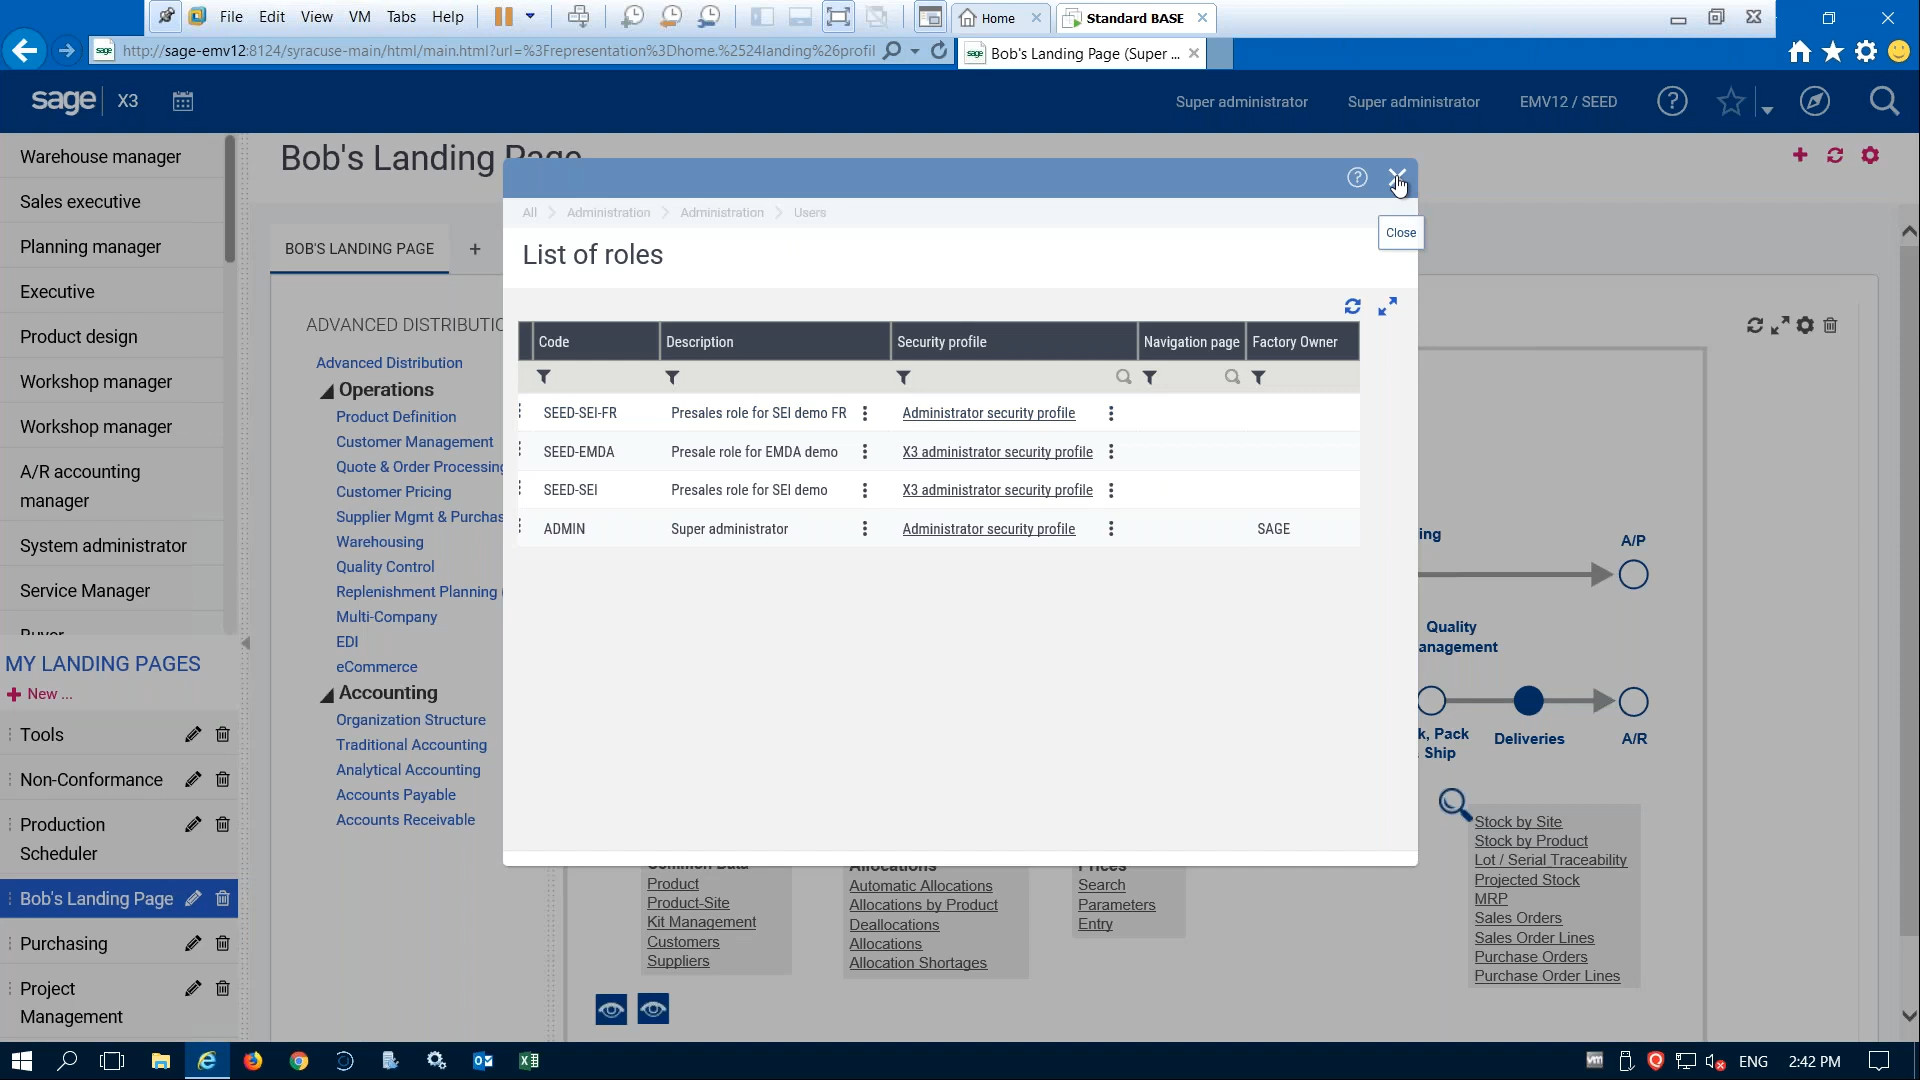 File Edit View VM Tabs Help
Home
Standard BASE
http://sage-emv12:8124/syracuse-main/html/main.html?url=%3Frepresentation%3Dhome.%2524landing%26profil
Bob's Landing Page (Super ...
sage X3
Super administrator
Super administrator
EMV12 / SEED
Warehouse manager
Sales executive
Planning manager
Executive
Product design
Workshop manager
Workshop manager
A/R accounting
manager
System administrator
Service Manager
MY LANDING PAGES
New ...
Tools
Non-Conformance
Production
Scheduler
Bob's Landing Page
Purchasing
Project
Management
Bob's Landing Page
BOB'S LANDING PAGE
ADVANCED DISTRIBUTIO
Advanced Distribution
Operations
Product Definition
Customer Management
Quote & Order Processing
Customer Pricing
Supplier Mgmt & Purchas
Warehousing
Quality Control
Replenishment Planning
Multi-Company
EDI
eCommerce
Accounting
Organization Structure
Traditional Accounting
Analytical Accounting
Accounts Payable
Accounts Receivable
All Administration Administration Users
Close
List of roles
Code Description Security profile Navigation page Factory Owner
SEED-SEI-FR Presales role for SEI demo FR Administrator security profile
SEED-EMDA Presale role for EMDA demo X3 administrator security profile
SEED-SEI Presales role for SEI demo X3 administrator security profile
ADMIN Super administrator Administrator security profile SAGE
ing
A/P
Quality
anagement
k, Pack
Ship
Deliveries
A/R
Common Data
Product
Product-Site
Kit Management
Customers
Suppliers
Allocations
Automatic Allocations
Allocations by Product
Deallocations
Allocations
Allocation Shortages
Prices
Search
Parameters
Entry
Stock by Site
Stock by Product
Lot / Serial Traceability
Projected Stock
MRP
Sales Orders
Sales Order Lines
Purchase Orders
Purchase Order Lines
ENG
2:42 PM